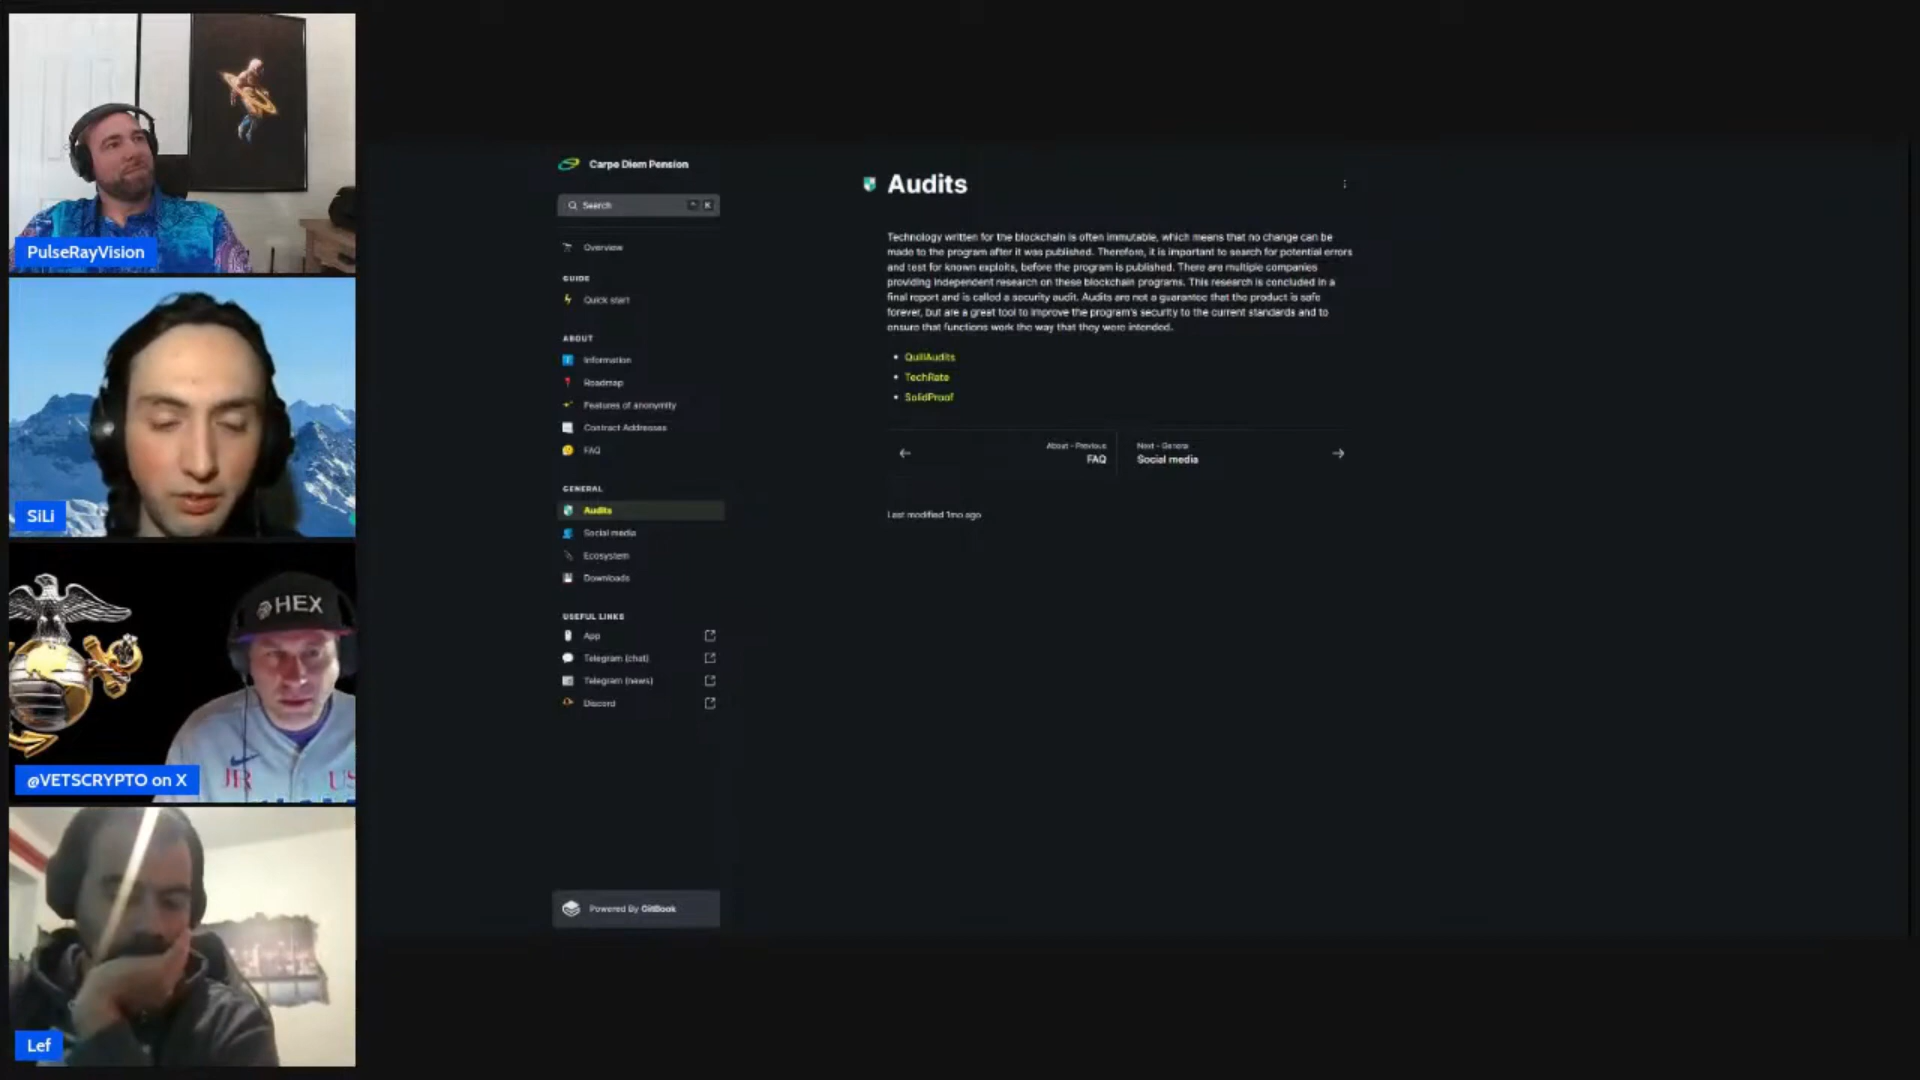 PulseRayVision
SiLi
HEX
JR
US
@VETSCRYPTO on X
Lef
Carpe Diem Pension
Search
^ K
Overview
GUIDE
Quick start
ABOUT
Information
Roadmap
Features of anonymity
Contract Addresses
FAQ
GENERAL
Audits
Social media
Ecosystem
Downloads
USEFUL LINKS
App
Telegram (chat)
Telegram (news)
Discord
Powered By GitBook
Audits
Technology written for the blockchain is often immutable, which means that no change can be
made to the program after it was published. Therefore, it is important to search for potential errors
and test for known exploits, before the program is published. There are multiple companies
providing independent research on these blockchain programs. This research is concluded in a
final report and is called a security audit. Audits are not a guarantee that the product is safe
forever, but are a great tool to improve the program's security to the current standards and to
ensure that functions work the way that they were intended.
• QuillAudits
• TechRate
• SolidProof
About - Previous
FAQ
Next - General
Social media
Last modified 1mo ago